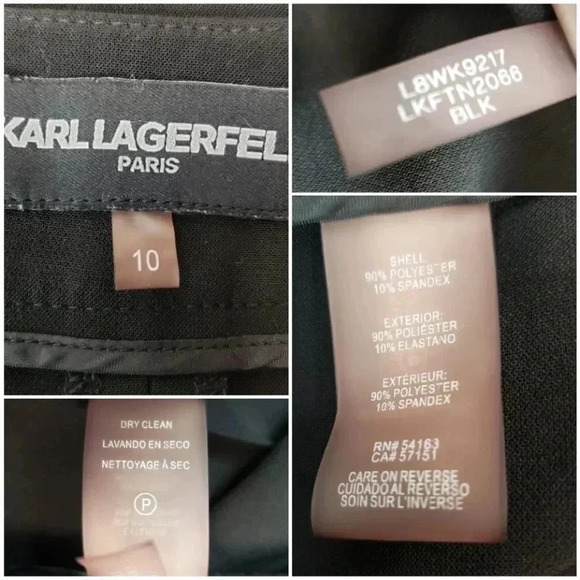 KARL LAGERFEL
PARIS
10
L8WK9217
LKFTN2066
BLK
SHELL
90% POLYESTER
10% SPANDEX
EXTERIOR:
90% POLIÉSTER
10% ELASTANO
EXTÉRIEUR:
90% POLYESTER
10% SPANDEX
RN# 54163
CA# 57151
CARE ON REVERSE
CUIDADO AL REVERSO
SOIN SUR L'INVERSE
DRY CLEAN
LAVANDO EN SECO
NETTOYAGE À SEC
P